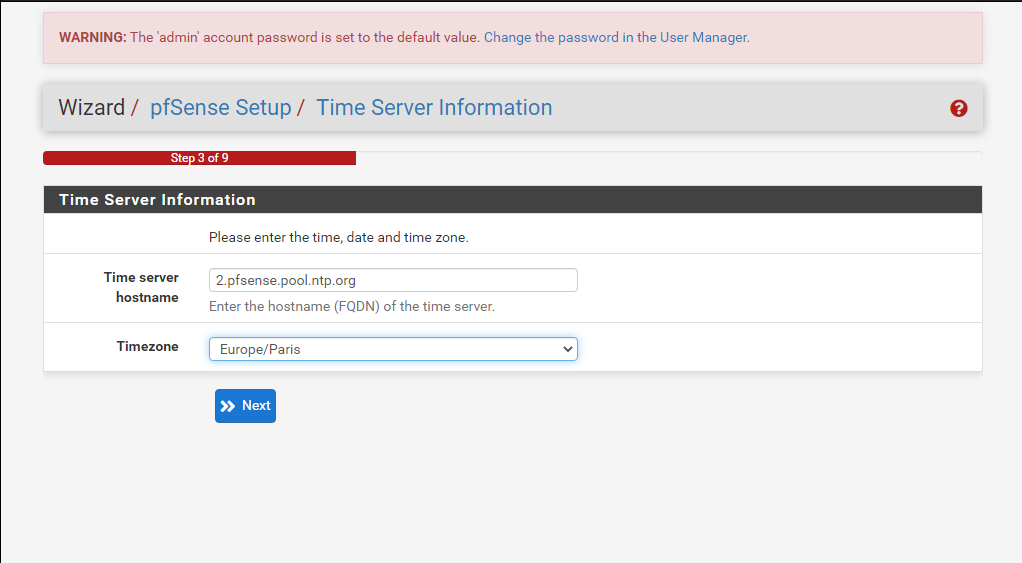 WARNING: The 'admin' account password is set to the default value. Change the password in the User Manager.
Wizard / pfSense Setup / Time Server Information
Step 3 of 9
Time Server Information
Please enter the time, date and time zone.
Time server hostname
2.pfsense.pool.ntp.org
Enter the hostname (FQDN) of the time server.
Timezone
Europe/Paris
Next